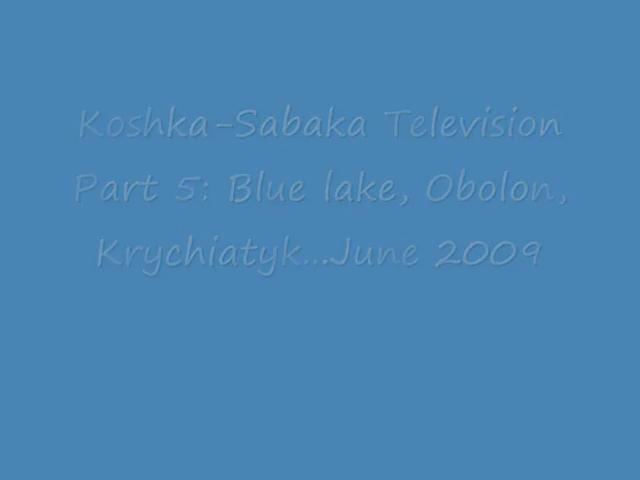 Koshka-Sabaka Television
Part 5: Blue lake, Obolon,
Krychiatyk...June 2009